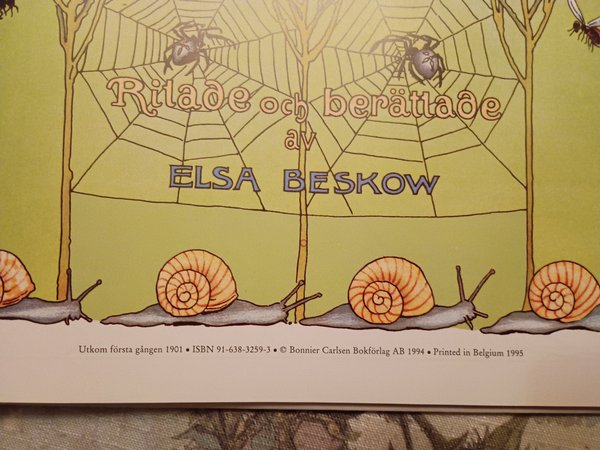 Rilade och berättade
av
ELSA BESKOW
Utkom första gången 1901 • ISBN 91-638-3259-3 • © Bonnier Carlsen Bokförlag AB 1994 • Printed in Belgium 1995